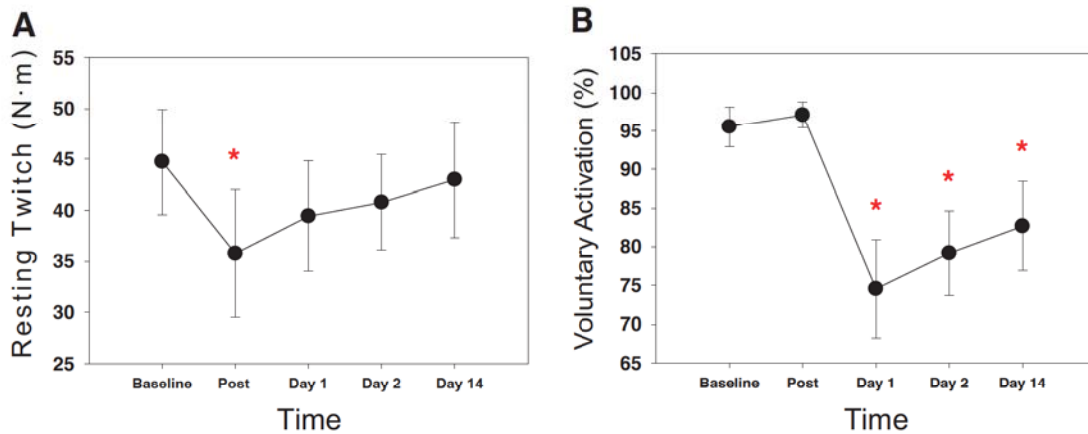 A
Resting Twitch (N·m)
55
50
45
40
35
30
25
*
Baseline
Post
Day 1
Day 2
Day 14
Time
B
Voluntary Activation (%)
105
100
95
90
85
80
75
70
65
*
*
*
Baseline
Post
Day 1
Day 2
Day 14
Time